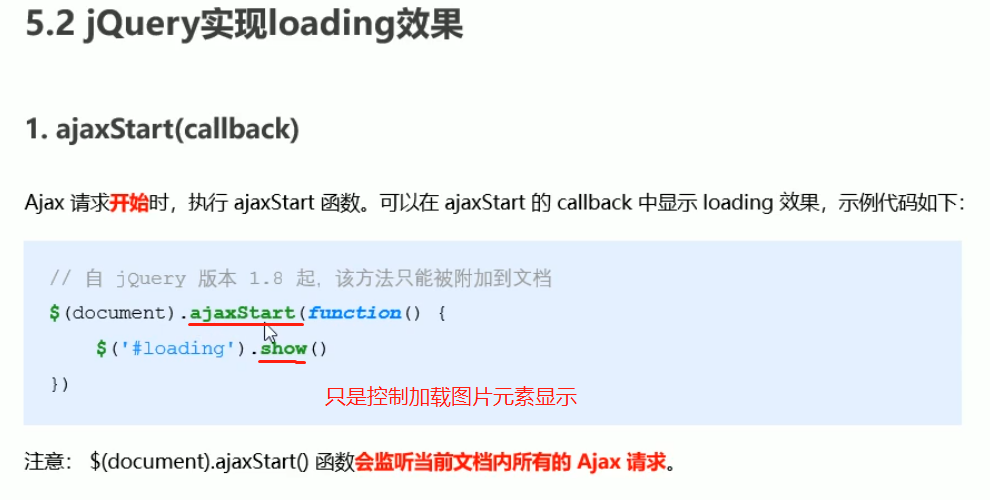 5.2 jQuery实现loading效果
1. ajaxStart(callback)
Ajax 请求开始时，执行 ajaxStart 函数。可以在 ajaxStart 的 callback 中显示 loading 效果，示例代码如下：
// 自 jQuery 版本 1.8 起，该方法只能被附加到文档
$(document).ajaxStart(function() {
$('#loading').show()
})
只是控制加载图片元素显示
注意： $(document).ajaxStart() 函数会监听当前文档内所有的 Ajax 请求。